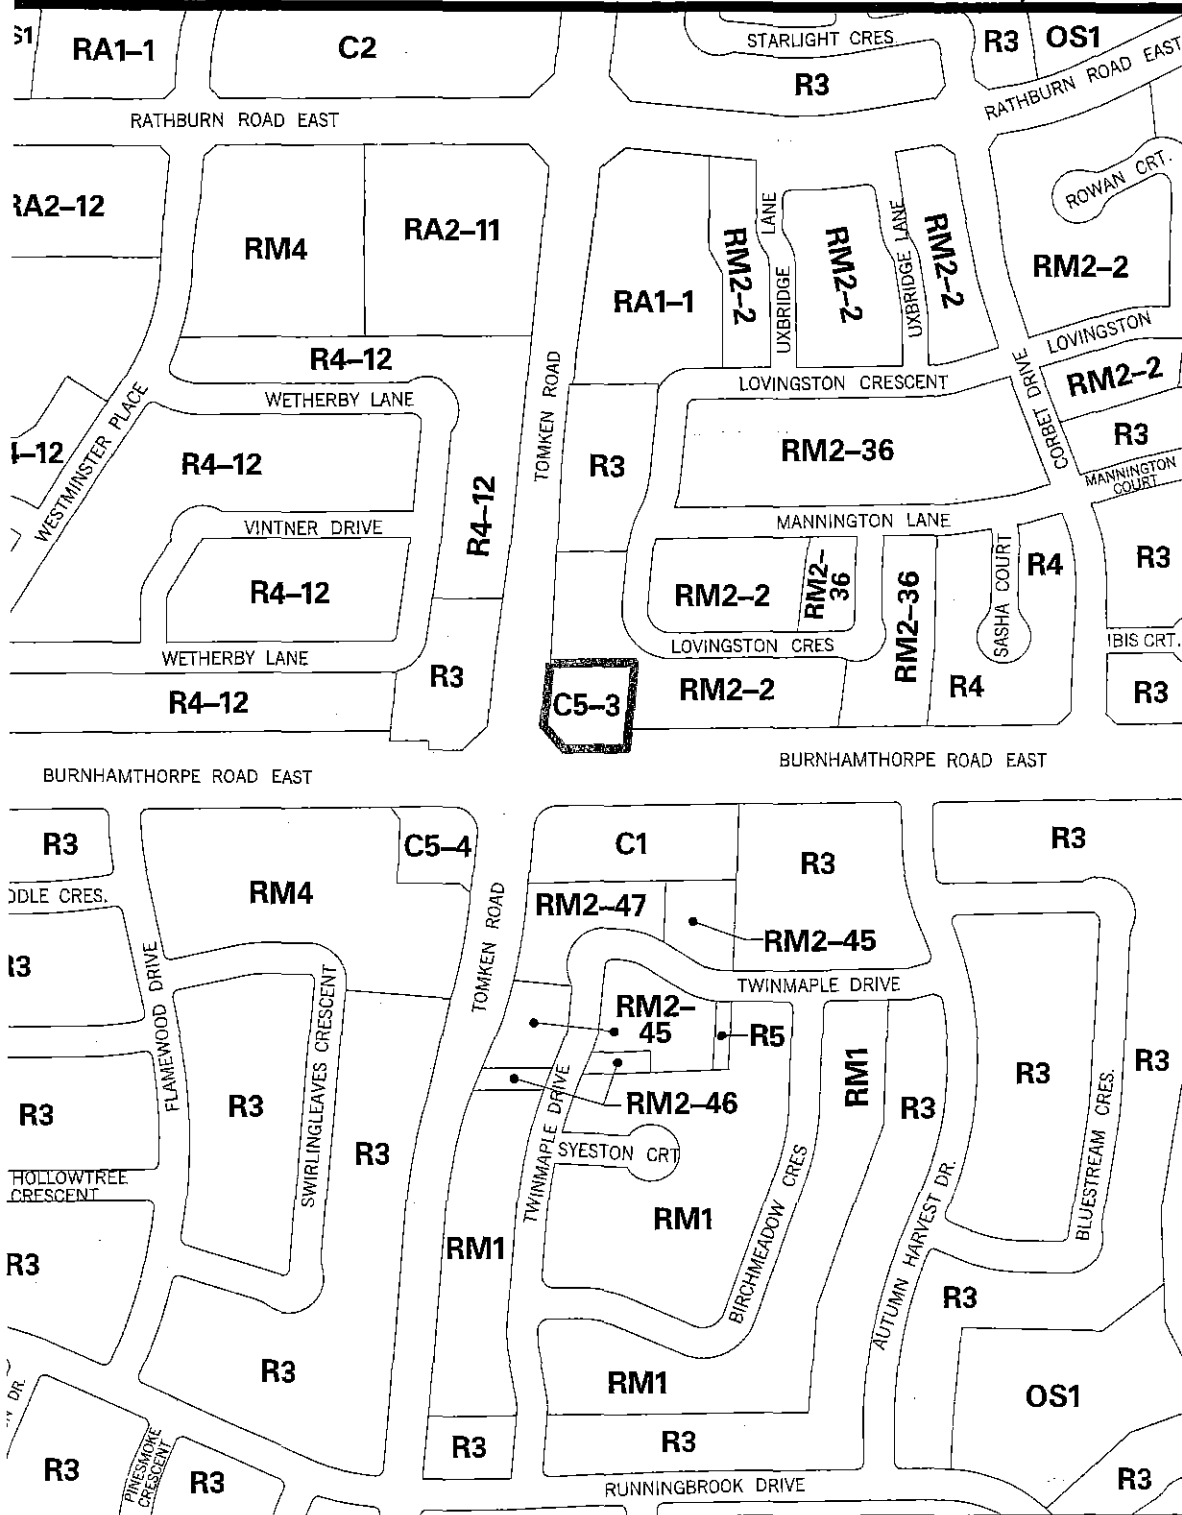 RA1–1
C2
STARLIGHT CRES.
R3
OS1
R3
RATHBURN ROAD EAST
RATHBURN ROAD EAST
ROWAN CRT.
RA2–12
RM4
RA2–11
RA1–1
RM2–2
UXBRIDGE LANE
RM2–2
UXBRIDGE LANE
RM2–2
RM2–2
LOVINGSTON
R4–12
WETHERBY LANE
TOMKEN ROAD
LOVINGSTON CRESCENT
CORBET DRIVE
RM2–2
WESTMINSTER PLACE
R4–12
R3
RM2–36
R3
MANNINGTON
COURT
R4–12
VINTNER DRIVE
MANNINGTON LANE
R4–12
RM2–2
RM2–
36
RM2–36
SASHA COURT
R4
R3
WETHERBY LANE
LOVINGSTON CRES
IBIS CRT.
R4–12
R3
C5–3
RM2–2
R4
R3
BURNHAMTHORPE ROAD EAST
BURNHAMTHORPE ROAD EAST
R3
C5–4
C1
R3
R3
ODLE CRES.
RM4
TOMKEN ROAD
RM2–47
RM2–45
R3
FLAMEWOOD DRIVE
SWIRLINGLEAVES CRESCENT
TWINMAPLE DRIVE
RM2–
45
R5
RM1
R3
R3
BLUESTREAM CRES.
R3
R3
R3
R3
TWINMAPLE DRIVE
RM2–46
HOLLOWTREE
CRESCENT
SYESTON CRT
RM1
RM1
BIRCHMEADOW CRES
AUTUMN HARVEST DR.
R3
R3
R3
RM1
OS1
DR.
R3
PINESMOKE
CRESCENT
R3
R3
R3
R3
RUNNINGBROOK DRIVE